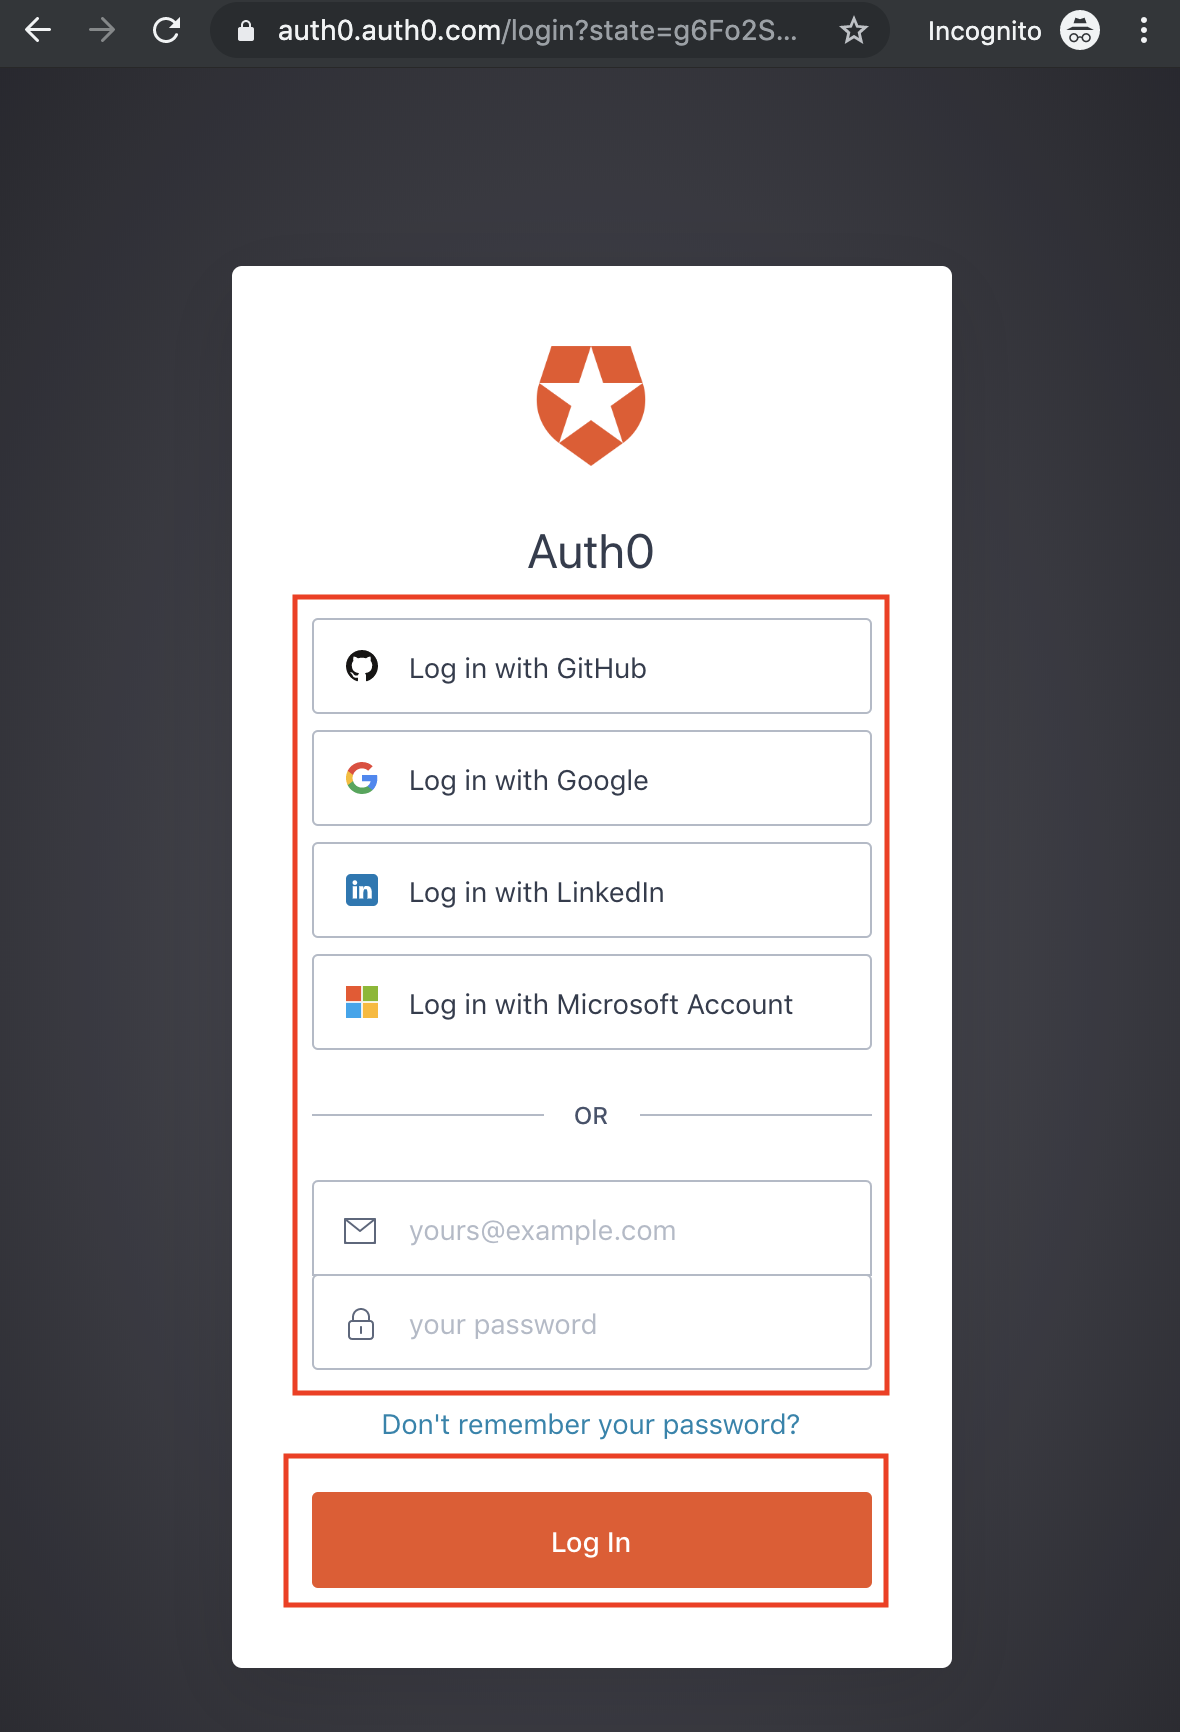 auth0.auth0.com/login?state=g6Fo2S...
Incognito
Auth0
Log in with GitHub
Log in with Google
in
Log in with LinkedIn
Log in with Microsoft Account
OR
yours@example.com
your password
Don't remember your password?
Log In